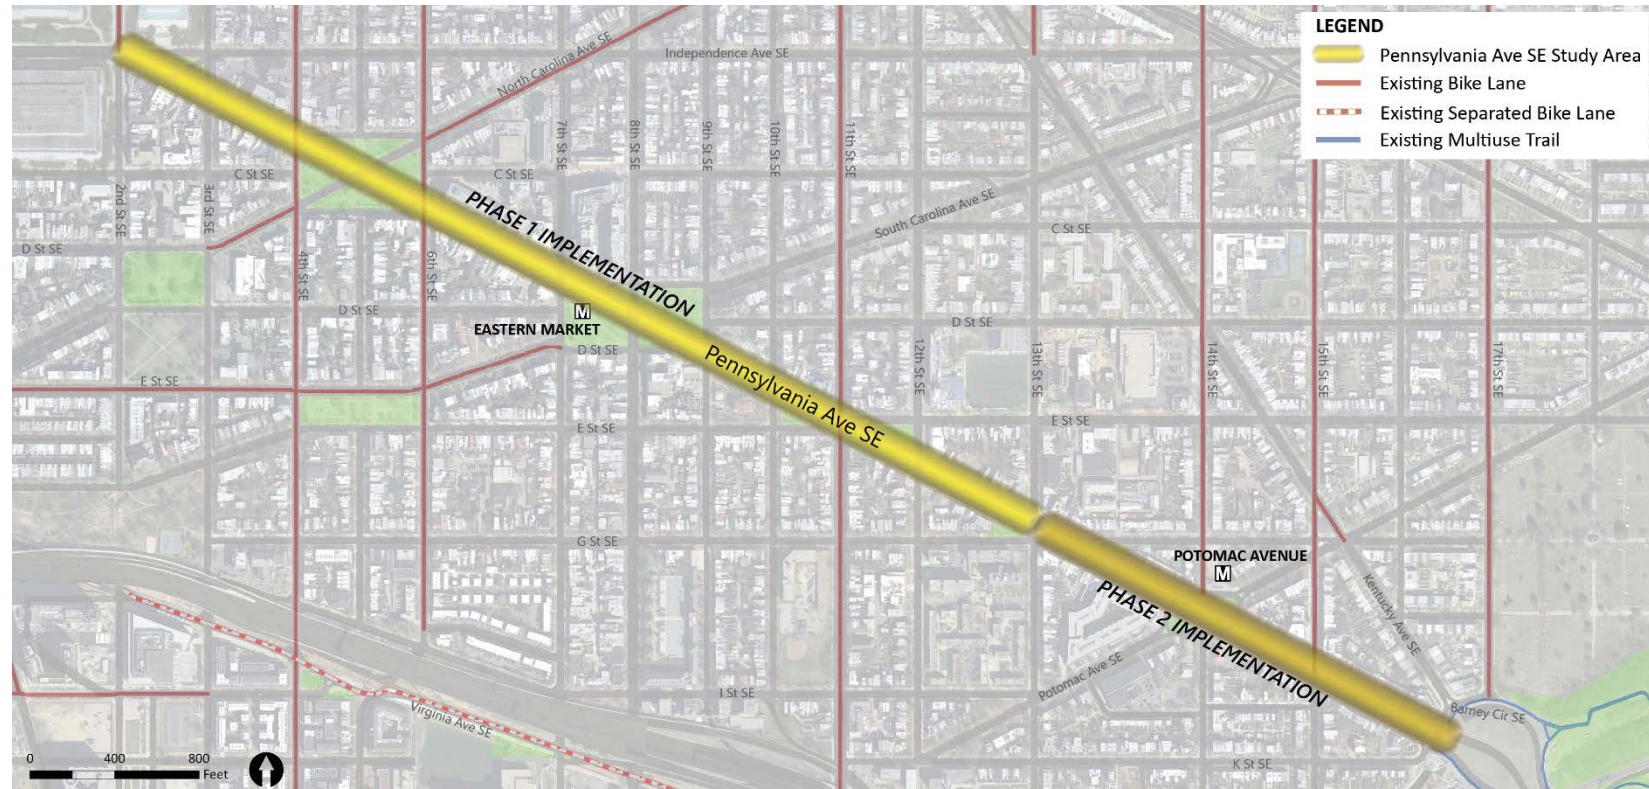 LEGEND
Pennsylvania Ave SE Study Area
Existing Bike Lane
Existing Separated Bike Lane
Existing Multiuse Trail
Independence Ave SE
North Carolina Ave SE
7th St SE
8th St SE
9th St SE
10th St SE
11th St SE
C St SE
C St SE
2nd St SE
3rd St SE
PHASE 1 IMPLEMENTATION
South Carolina Ave SE
C St SE
D St SE
4th St SE
6th St SE
D St SE
M
EASTERN MARKET
D St SE
D St SE
Pennsylvania Ave SE
12th St SE
13th St SE
14th St SE
15th St SE
17th St SE
E St SE
E St SE
E St SE
G St SE
POTOMAC AVENUE
M
PHASE 2 IMPLEMENTATION
Kentucky Ave SE
Potomac Ave SE
I St SE
Virginia Ave SE
Barney Cir SE
K St SE
0 400 800
Feet